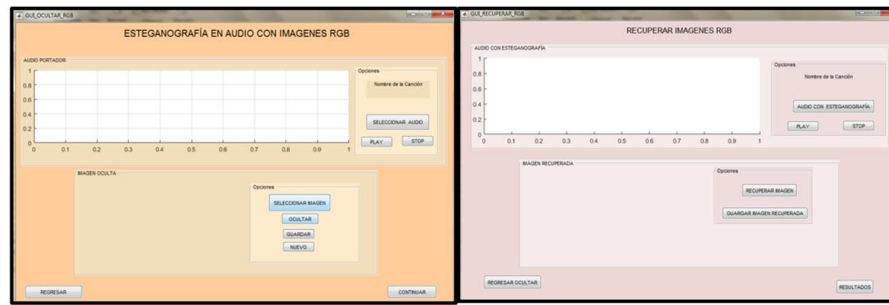 GUI_OCULTAR_RGB
ESTEGANOGRAFÍA EN AUDIO CON IMAGENES RGB
AUDIO PORTADOR
1
0.8
0.6
0.4
0.2
0
0 0.1 0.2 0.3 0.4 0.5 0.6 0.7 0.8 0.9 1
Opciones
Nombre de la Canción
SELECCIONAR AUDIO
PLAY STOP
IMAGEN OCULTA
Opciones
SELECCIONAR IMAGEN
OCULTAR
GUARDAR
NUEVO
REGRESAR CONTINUAR
GUI_RECUPERAR_RGB
RECUPERAR IMAGENES RGB
AUDIO CON ESTEGANOGRAFÍA
1
0.8
0.6
0.4
0.2
0
0 0.1 0.2 0.3 0.4 0.5 0.6 0.7 0.8 0.9 1
Opciones
Nombre de la Canción
AUDIO CON ESTEGANOGRAFÍA
PLAY STOP
IMAGEN RECUPERADA
Opciones
RECUPERAR IMAGEN
GUARGAR IMAGEN RECUPERADA
REGRESAR OCULTAR RESULTADOS